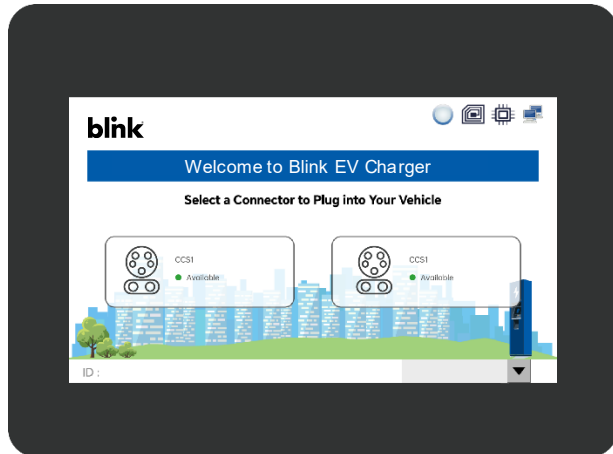 blink
Welcome to Blink EV Charger
Select a Connector to Plug into Your Vehicle
CCS1
Available
CCS1
Available
ID :